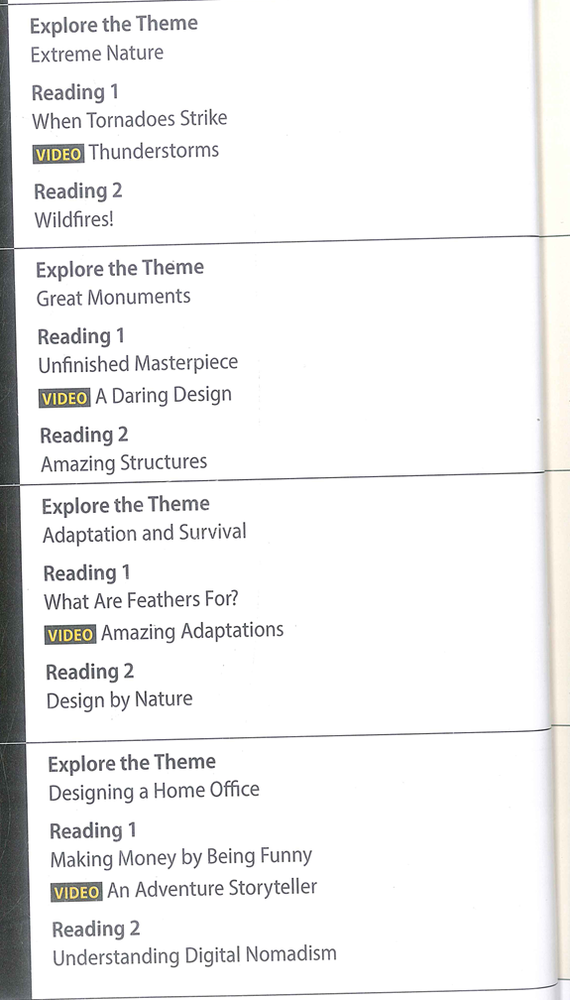 Explore the Theme
Extreme Nature
Reading 1
When Tornadoes Strike
VIDEO Thunderstorms
Reading 2
Wildfires!
Explore the Theme
Great Monuments
Reading 1
Unfinished Masterpiece
VIDEO A Daring Design
Reading 2
Amazing Structures
Explore the Theme
Adaptation and Survival
Reading 1
What Are Feathers For?
VIDEO Amazing Adaptations
Reading 2
Design by Nature
Explore the Theme
Designing a Home Office
Reading 1
Making Money by Being Funny
VIDEO An Adventure Storyteller
Reading 2
Understanding Digital Nomadism